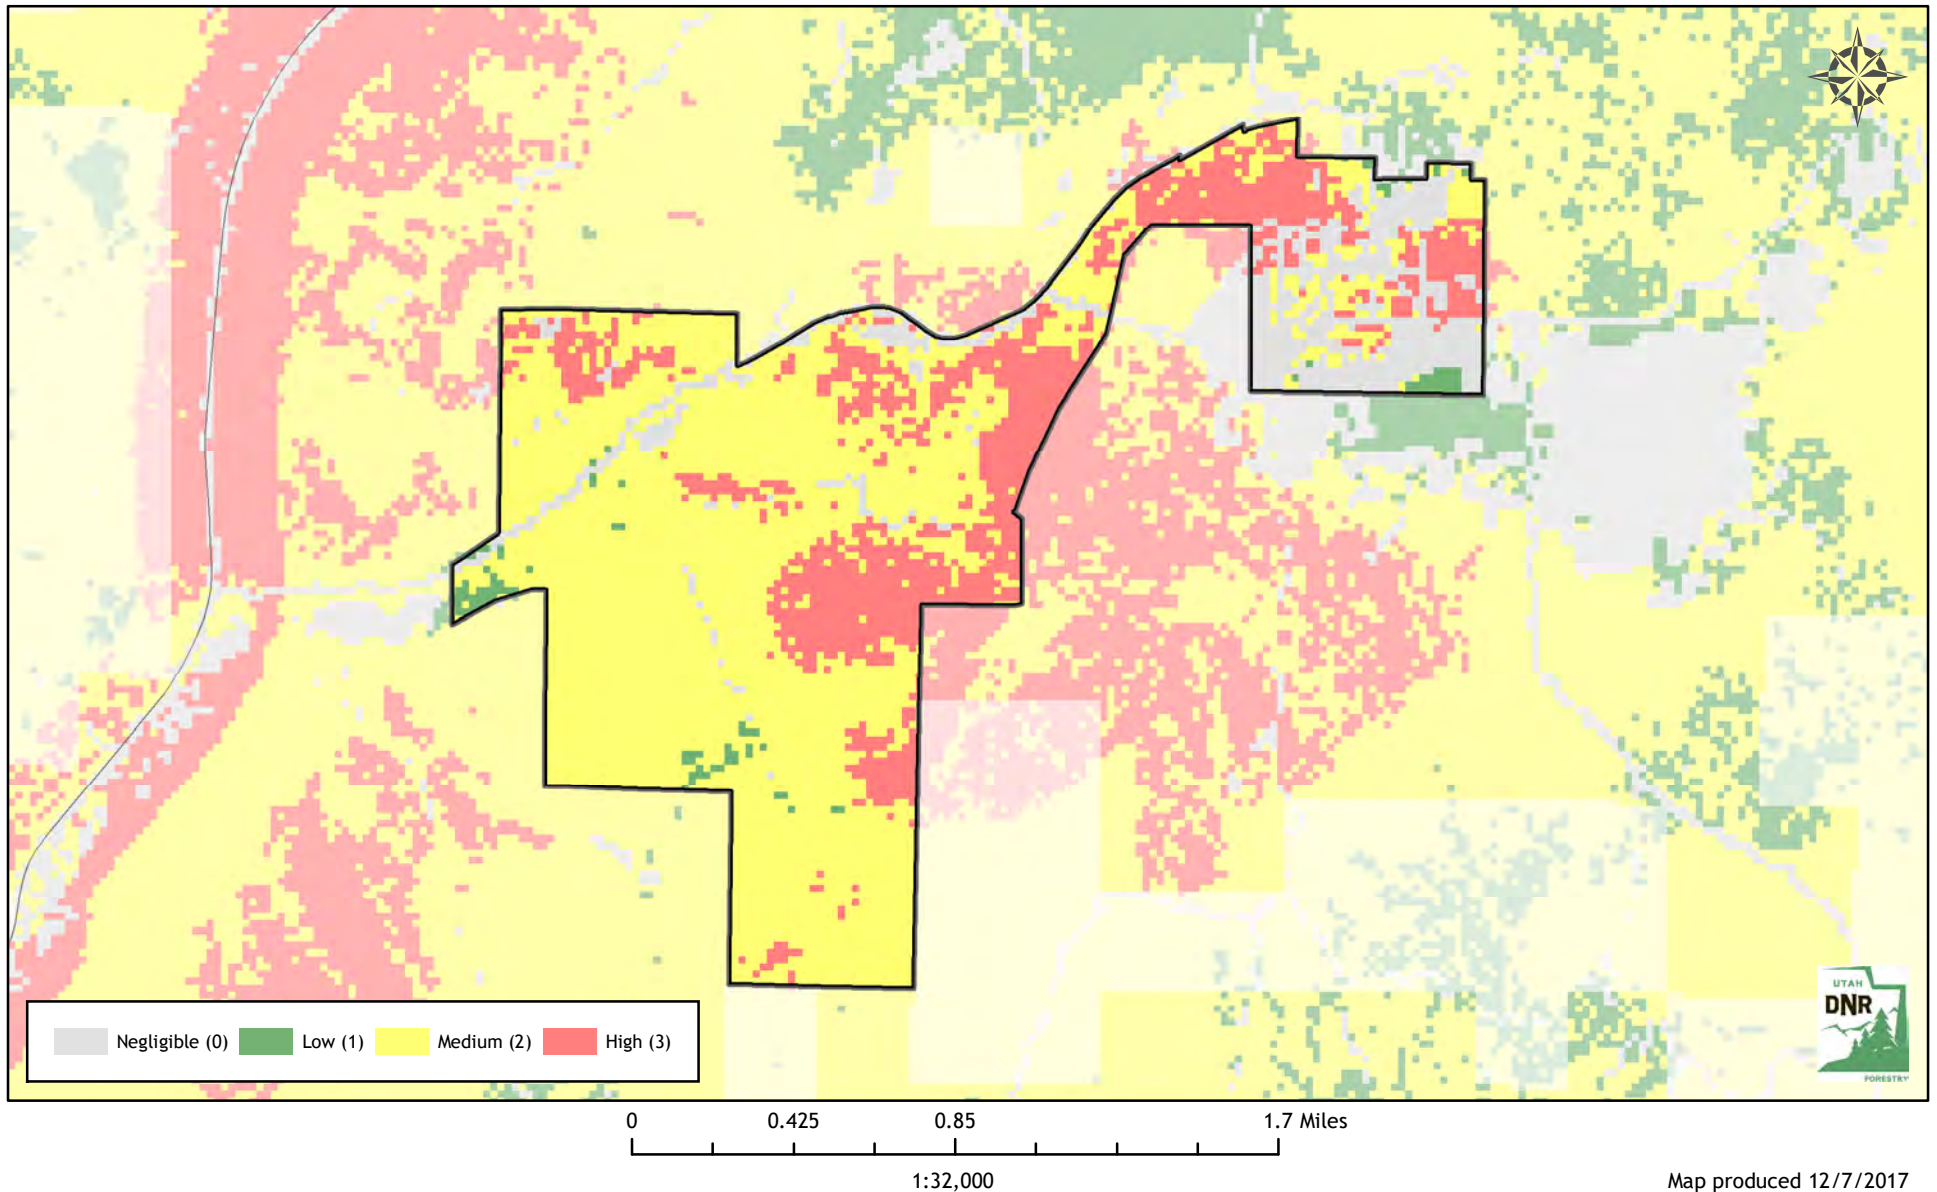 Negligible (0) Low (1) Medium (2) High (3)
UTAH
DNR
FORESTRY
0 0.425 0.85 1.7 Miles
1:32,000
Map produced 12/7/2017